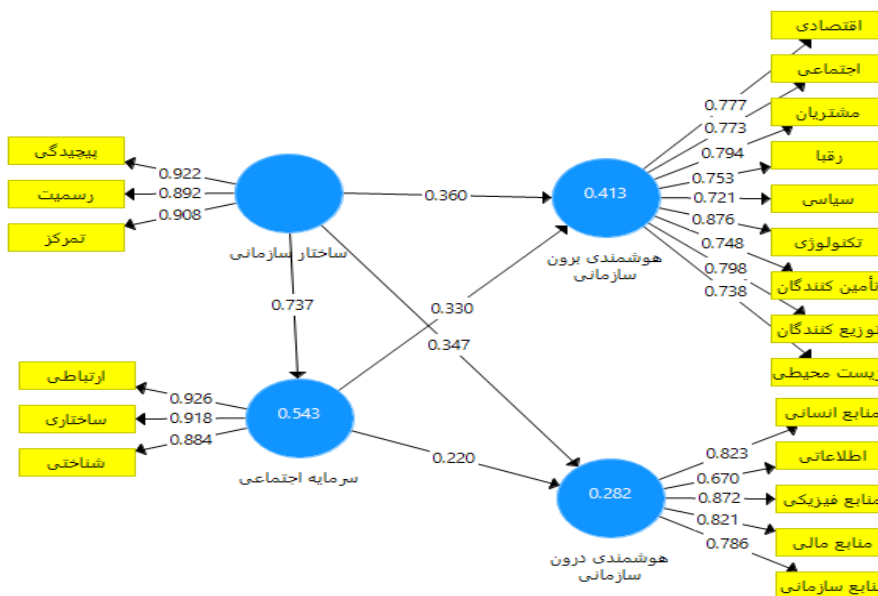 اقتصادی
اجتماعی
مشتریان
رقبا
سیاسی
تکنولوژی
تأمین کنندگان
توزیع کنندگان
زیست محیطی
0.777
0.773
0.794
0.753
0.721
0.876
0.748
0.798
0.738
0.413
هوشمندی برون
سازمانی
پیچیدگی
رسمیت
تمرکز
0.922
0.892
0.908
ساختار سازمانی
0.360
0.737
0.330
0.347
0.220
ارتباطی
ساختاری
شناختی
0.926
0.918
0.884
0.543
سرمایه اجتماعی
0.282
هوشمندی درون
سازمانی
0.823
0.670
0.872
0.821
0.786
منابع انسانی
اطلاعاتی
منابع فیزیکی
منابع مالی
منابع سازمانی